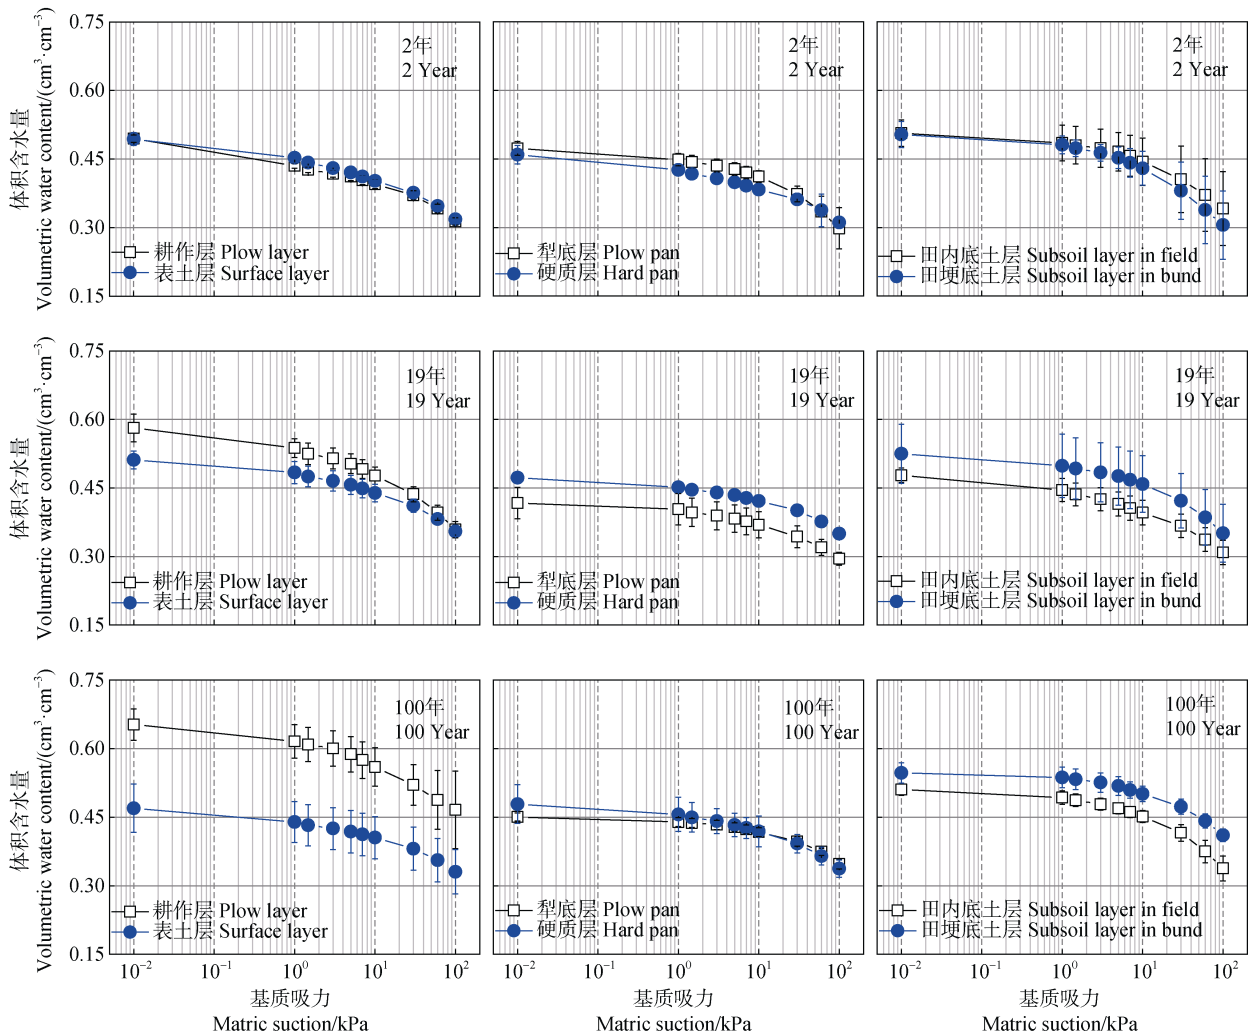 体积含水量
Volumetric water content/(cm³·cm⁻³)
0.75
0.60
0.45
0.30
0.15
2年
2 Year
耕作层 Plow layer
表土层 Surface layer
2年
2 Year
犁底层 Plow pan
硬质层 Hard pan
2年
2 Year
田内底土层 Subsoil layer in field
田埂底土层 Subsoil layer in bund
体积含水量
Volumetric water content/(cm³·cm⁻³)
0.75
0.60
0.45
0.30
0.15
19年
19 Year
耕作层 Plow layer
表土层 Surface layer
19年
19 Year
犁底层 Plow pan
硬质层 Hard pan
19年
19 Year
田内底土层 Subsoil layer in field
田埂底土层 Subsoil layer in bund
体积含水量
Volumetric water content/(cm³·cm⁻³)
0.75
0.60
0.45
0.30
0.15
100年
100 Year
耕作层 Plow layer
表土层 Surface layer
100年
100 Year
犁底层 Plow pan
硬质层 Hard pan
100年
100 Year
田内底土层 Subsoil layer in field
田埂底土层 Subsoil layer in bund
10⁻² 10⁻¹ 10⁰ 10¹ 10²
基质吸力
Matric suction/kPa
10⁻² 10⁻¹ 10⁰ 10¹ 10²
基质吸力
Matric suction/kPa
10⁻² 10⁻¹ 10⁰ 10¹ 10²
基质吸力
Matric suction/kPa